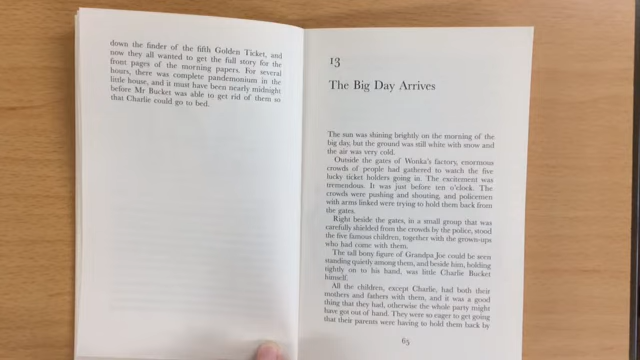 down the finder of the fifth Golden Ticket, and
now they all wanted to get the full story for the
front pages of the morning papers. For several
hours, there was complete pandemonium in the
little house, and it must have been nearly midnight
before Mr Bucket was able to get rid of them so
that Charlie could go to bed.
13
The Big Day Arrives
The sun was shining brightly on the morning of the
big day, but the ground was still white with snow and
the air was very cold.
Outside the gates of Wonka's factory, enormous
crowds of people had gathered to watch the five
lucky ticket holders going in. The excitement was
tremendous. It was just before ten o'clock. The
crowds were pushing and shouting, and policemen
with arms linked were trying to hold them back from
the gates.
Right beside the gates, in a small group that was
carefully shielded from the crowds by the police, stood
the five famous children, together with the grown-ups
who had come with them.
The tall bony figure of Grandpa Joe could be seen
standing quietly among them, and beside him, holding
tightly on to his hand, was little Charlie Bucket
himself.
All the children, except Charlie, had both their
mothers and fathers with them, and it was a good
thing that they had, otherwise the whole party might
have got out of hand. They were so eager to get going
that their parents were having to hold them back by
65